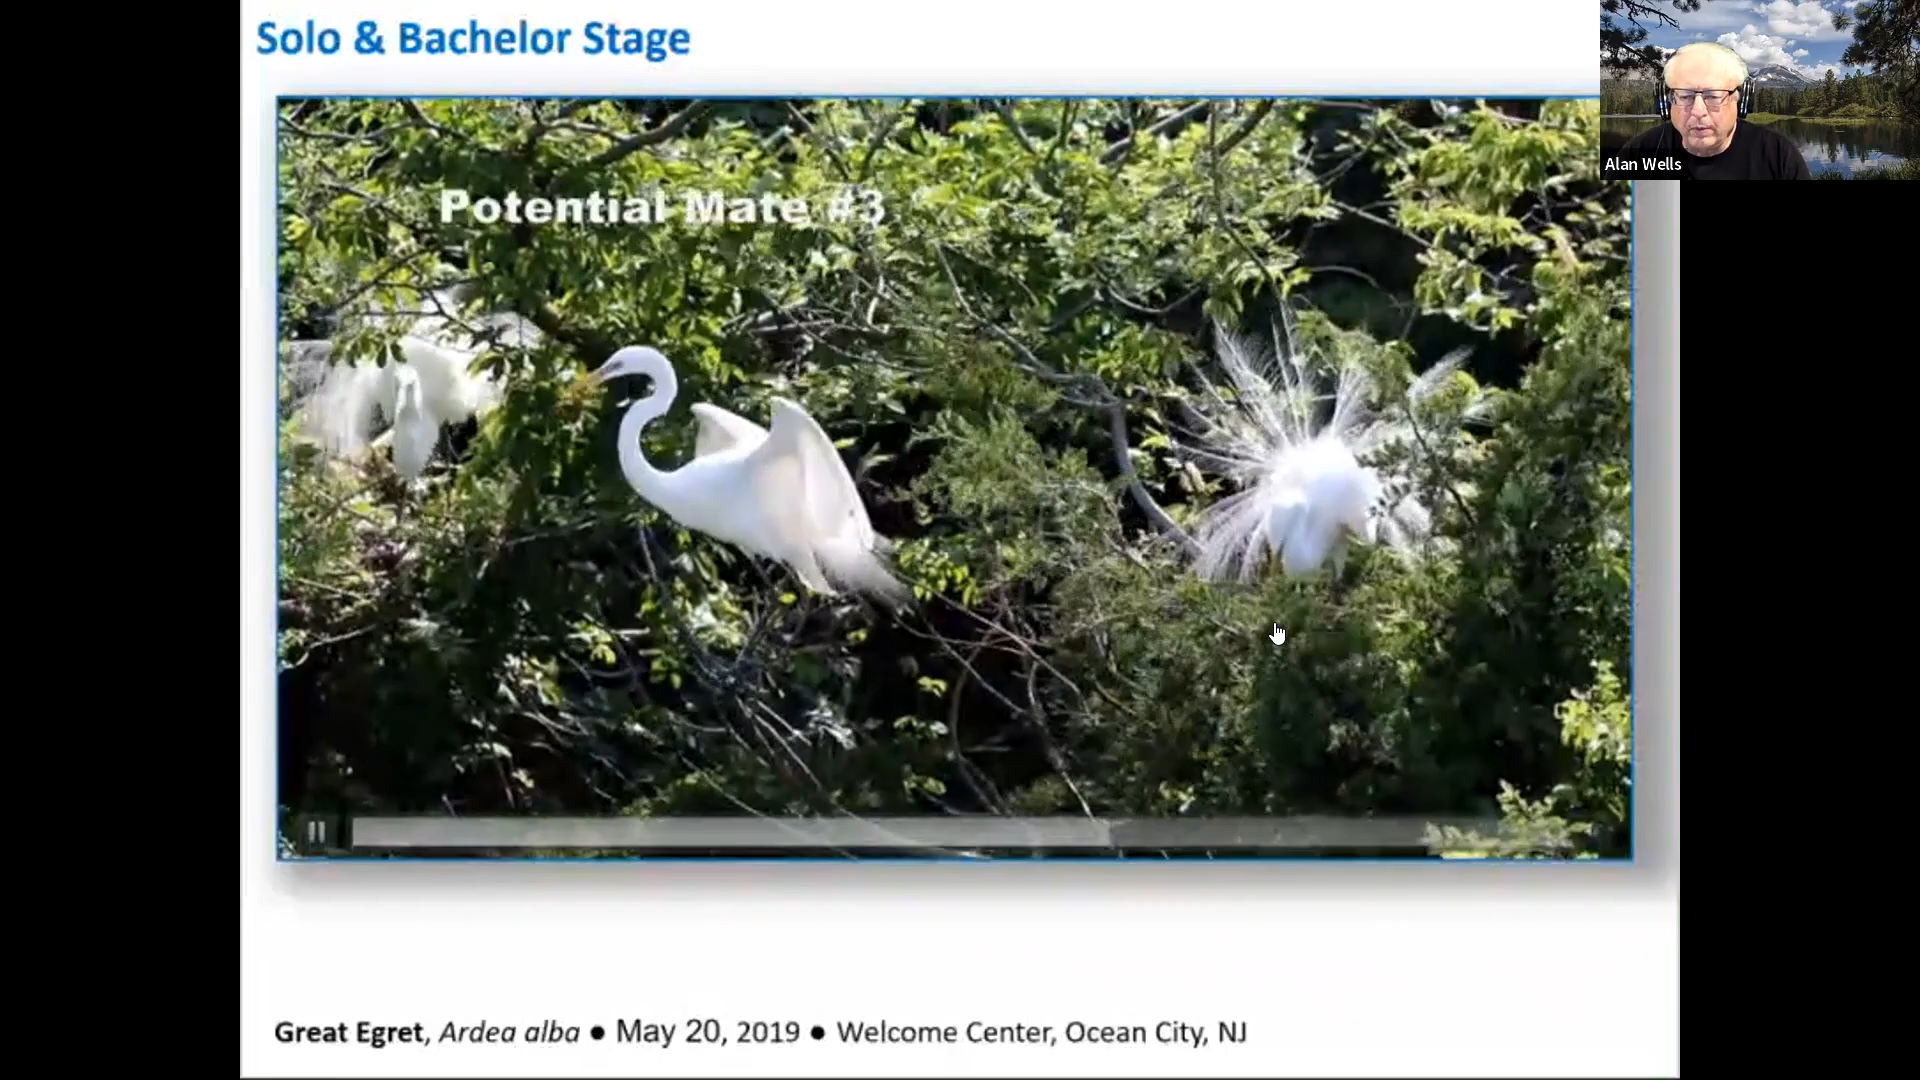 Solo & Bachelor Stage
Alan Wells
Potential Mate #3
Great Egret, Ardea alba ● May 20, 2019 ● Welcome Center, Ocean City, NJ